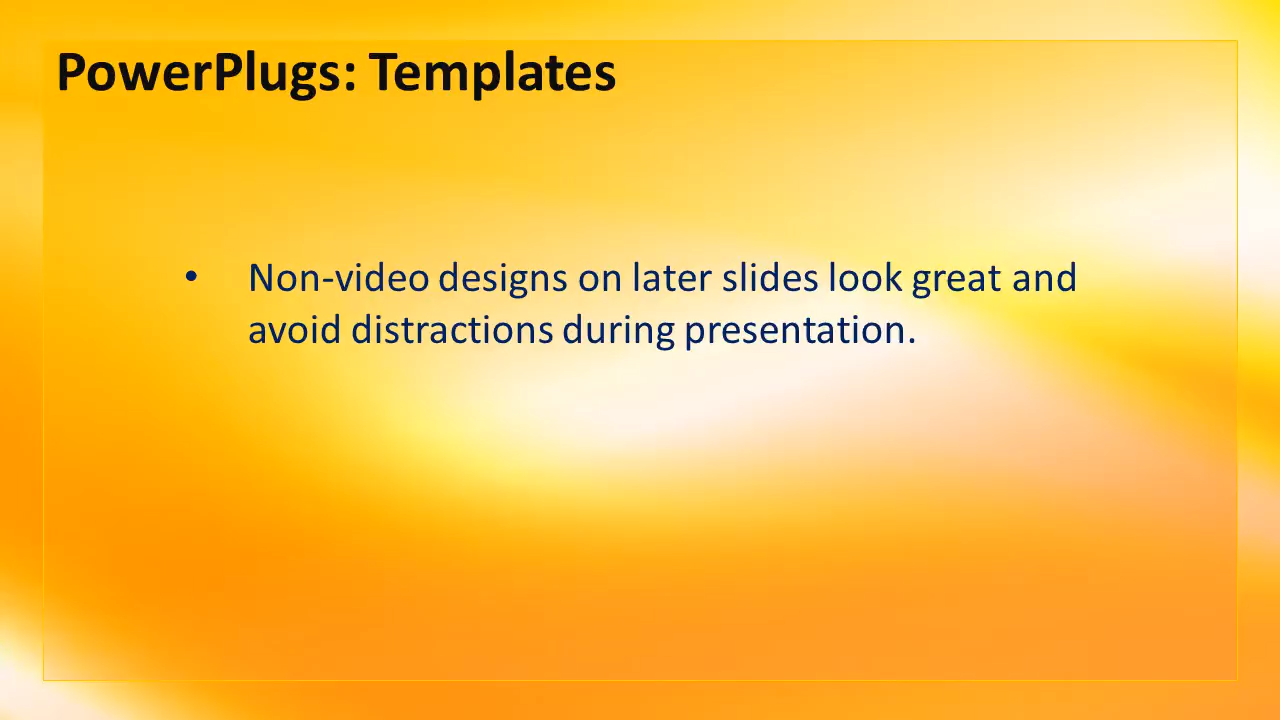 PowerPlugs: Templates
• Non-video designs on later slides look great and
avoid distractions during presentation.